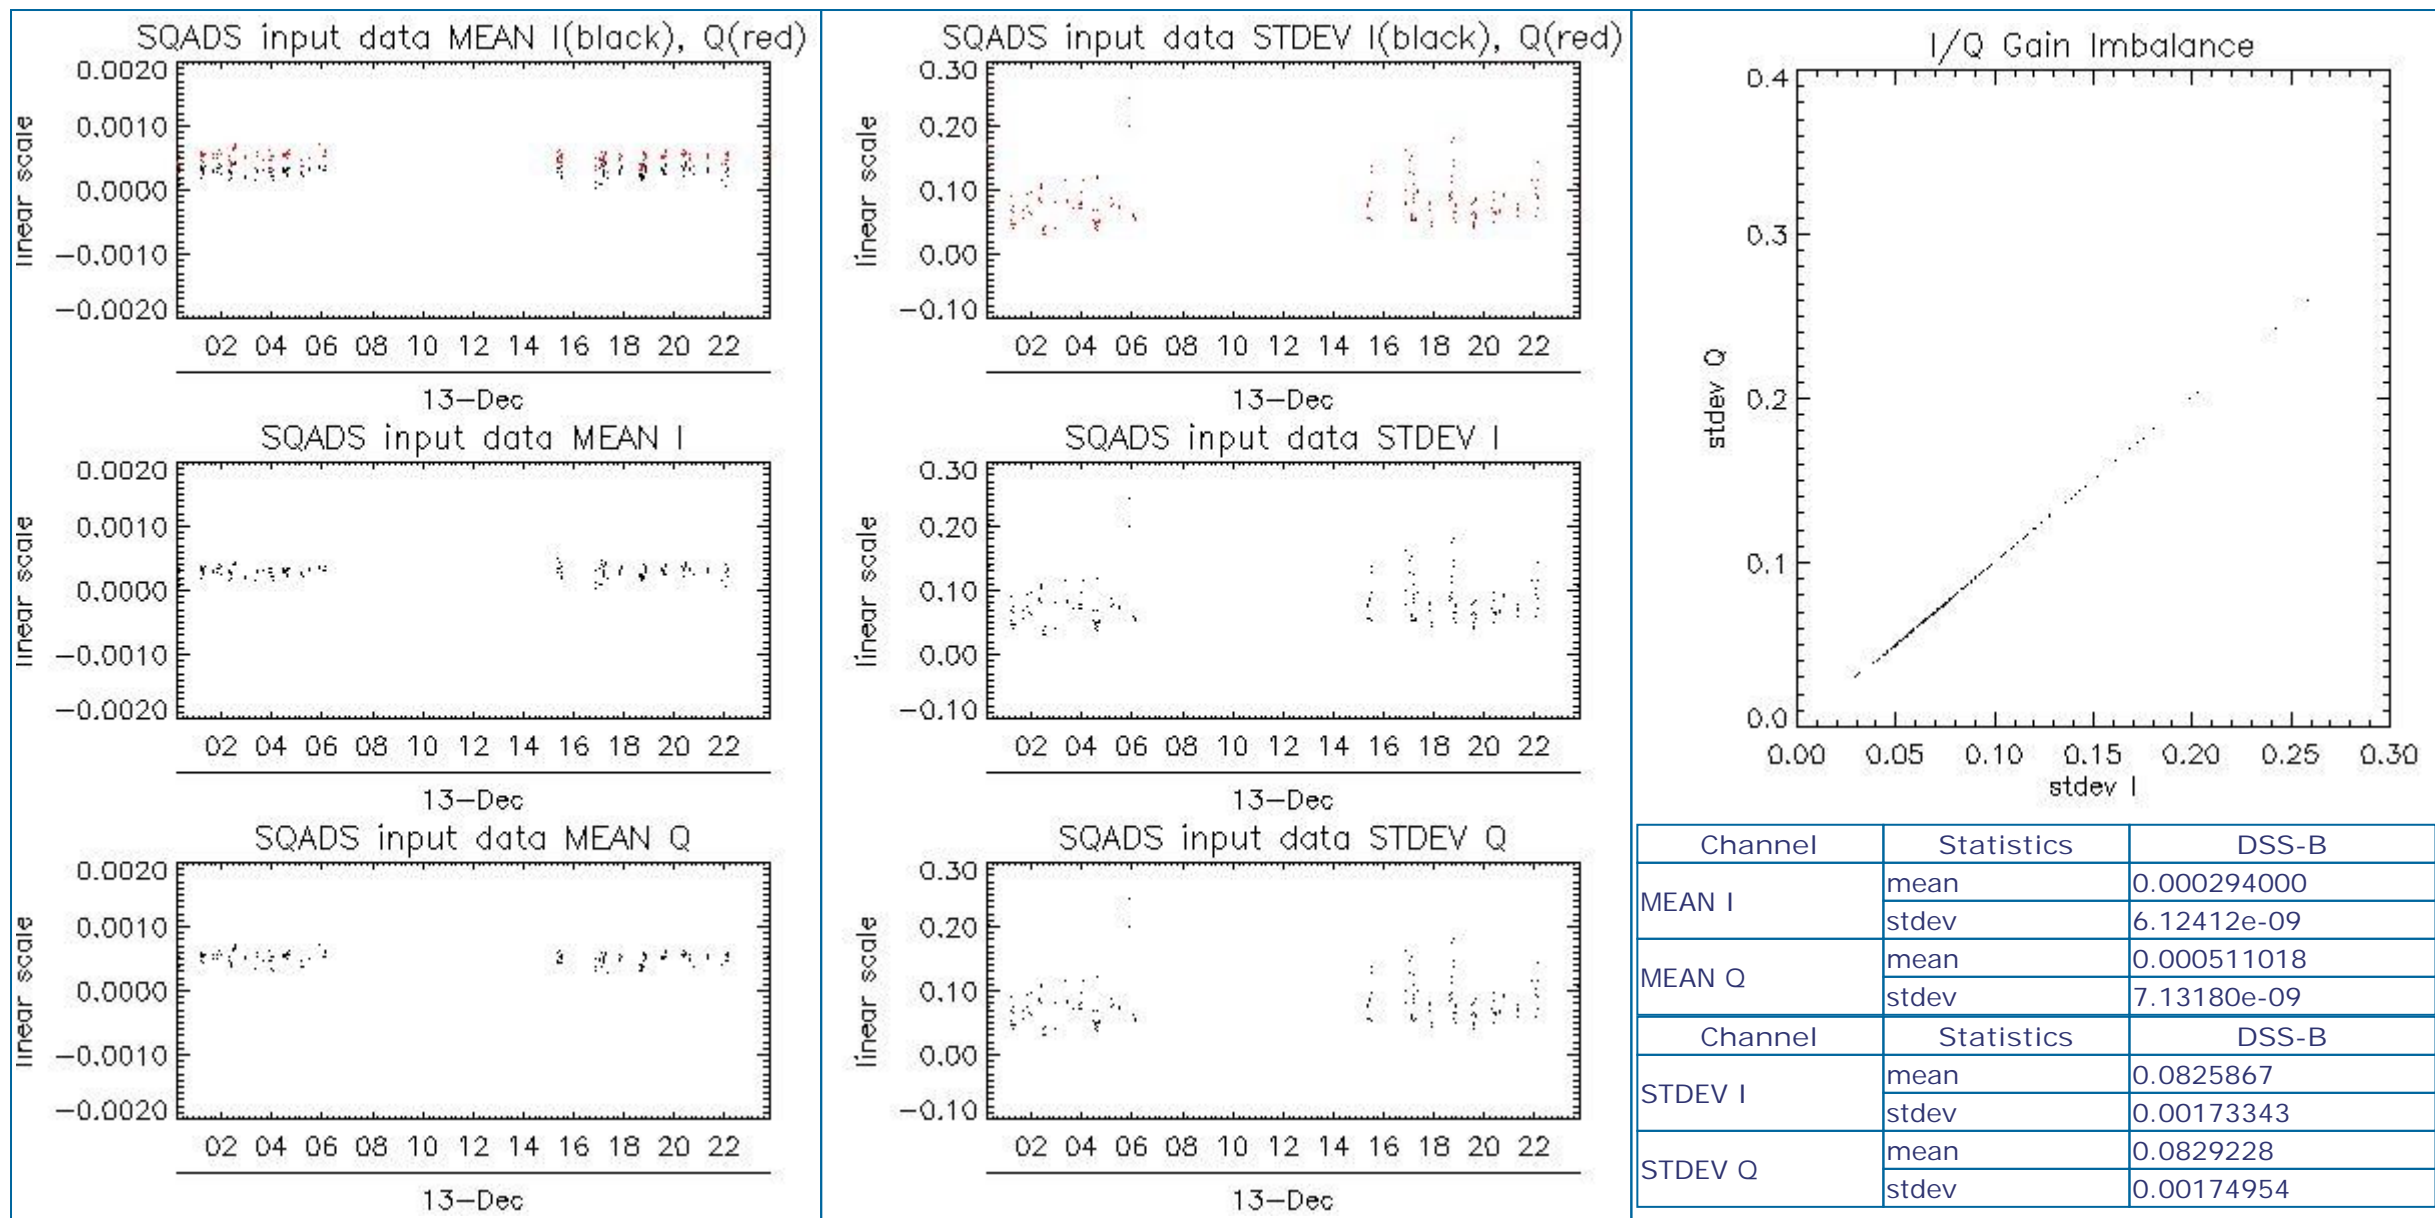 SQADS input data MEAN I(black), Q(red)
0.0020
0.0010
0.0000
−0.0010
−0.0020
linear scale
02 04 06 08 10 12 14 16 18 20 22
13−Dec
SQADS input data MEAN I
0.0020
0.0010
0.0000
−0.0010
−0.0020
linear scale
02 04 06 08 10 12 14 16 18 20 22
13−Dec
SQADS input data MEAN Q
0.0020
0.0010
0.0000
−0.0010
−0.0020
linear scale
02 04 06 08 10 12 14 16 18 20 22
13−Dec
SQADS input data STDEV I(black), Q(red)
0.30
0.20
0.10
0.00
−0.10
linear scale
02 04 06 08 10 12 14 16 18 20 22
13−Dec
SQADS input data STDEV I
0.30
0.20
0.10
0.00
−0.10
linear scale
02 04 06 08 10 12 14 16 18 20 22
13−Dec
SQADS input data STDEV Q
0.30
0.20
0.10
0.00
−0.10
linear scale
02 04 06 08 10 12 14 16 18 20 22
13−Dec
I/Q Gain Imbalance
0.4
0.3
0.2
0.1
0.0
stdev Q
0.00 0.05 0.10 0.15 0.20 0.25 0.30
stdev I
Channel Statistics DSS-B
MEAN I mean 0.000294000
stdev 6.12412e-09
MEAN Q mean 0.000511018
stdev 7.13180e-09
Channel Statistics DSS-B
STDEV I mean 0.0825867
stdev 0.00173343
STDEV Q mean 0.0829228
stdev 0.00174954